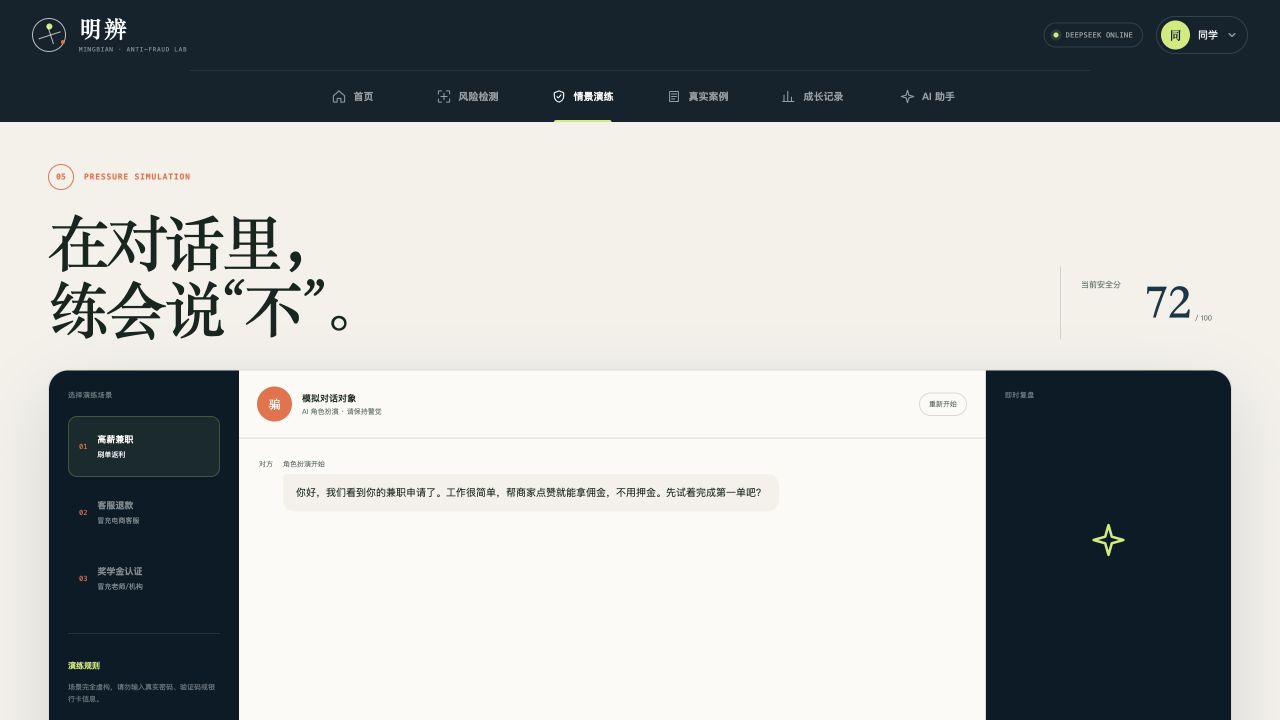 明辨
MINGBIAN · ANTI-FRAUD LAB
DEEPSEEK ONLINE
同
同学
首页
风险检测
情景演练
真实案例
成长记录
AI 助手
05
PRESSURE SIMULATION
在对话里，
练会说“不”。
当前安全分
72
/ 100
选择演练场景
01
高薪兼职
刷单返利
02
客服退款
冒充电商客服
03
奖学金认证
冒充老师/机构
演练规则
场景完全虚构，请勿输入真实密码、验证码或银
行卡信息。
骗
模拟对话对象
AI 角色扮演 · 请保持警觉
重新开始
对方
角色扮演开始
你好，我们看到你的兼职申请了。工作很简单，帮商家点赞就能拿佣金，不用押金。先试着完成第一单吧？
即时复盘